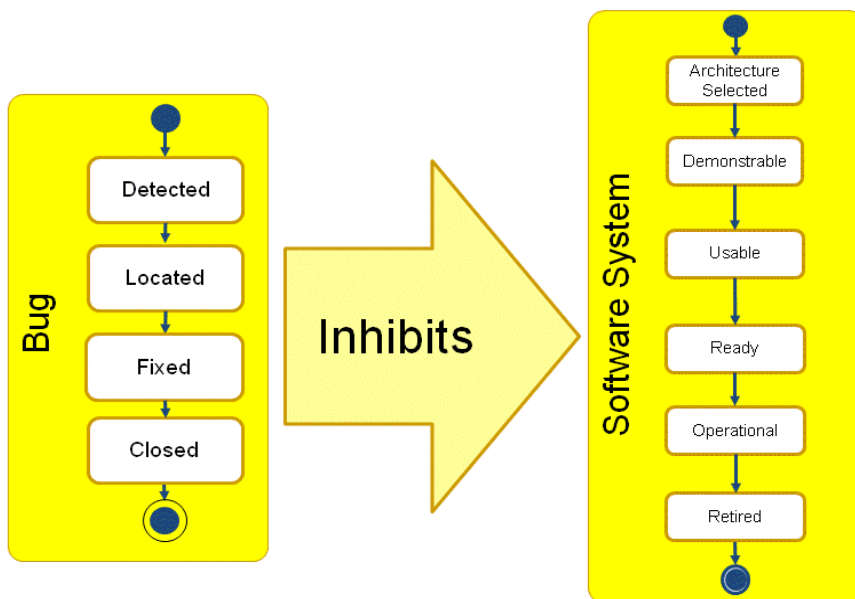 Bug
Detected
Located
Fixed
Closed
Inhibits
Software System
Architecture
Selected
Demonstrable
Usable
Ready
Operational
Retired